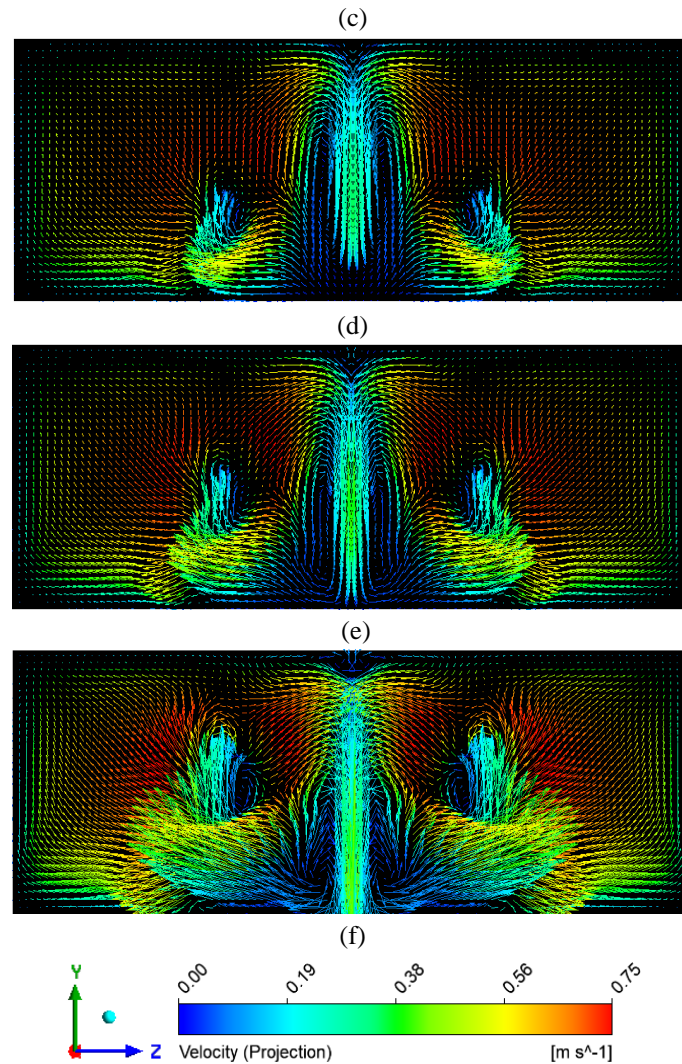 (c)
(d)
(e)
(f)
Y
Z
0.00
0.19
0.38
0.56
0.75
Velocity (Projection)
[m s^-1]